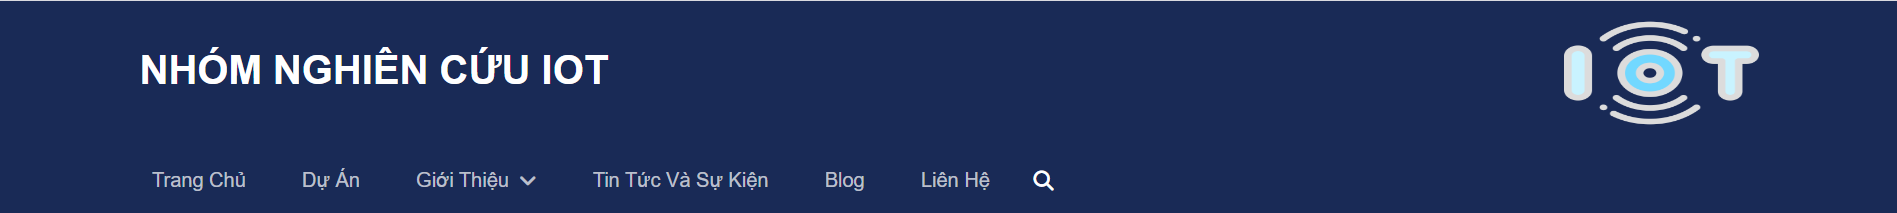 NHÓM NGHIÊN CỨU IOT
IOT
Trang Chủ Dự Án Giới Thiệu Tin Tức Và Sự Kiện Blog Liên Hệ